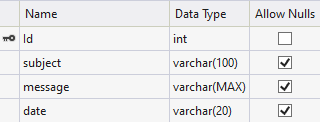 Name Data Type Allow Nulls
Id int
subject varchar(100)
message varchar(MAX)
date varchar(20)